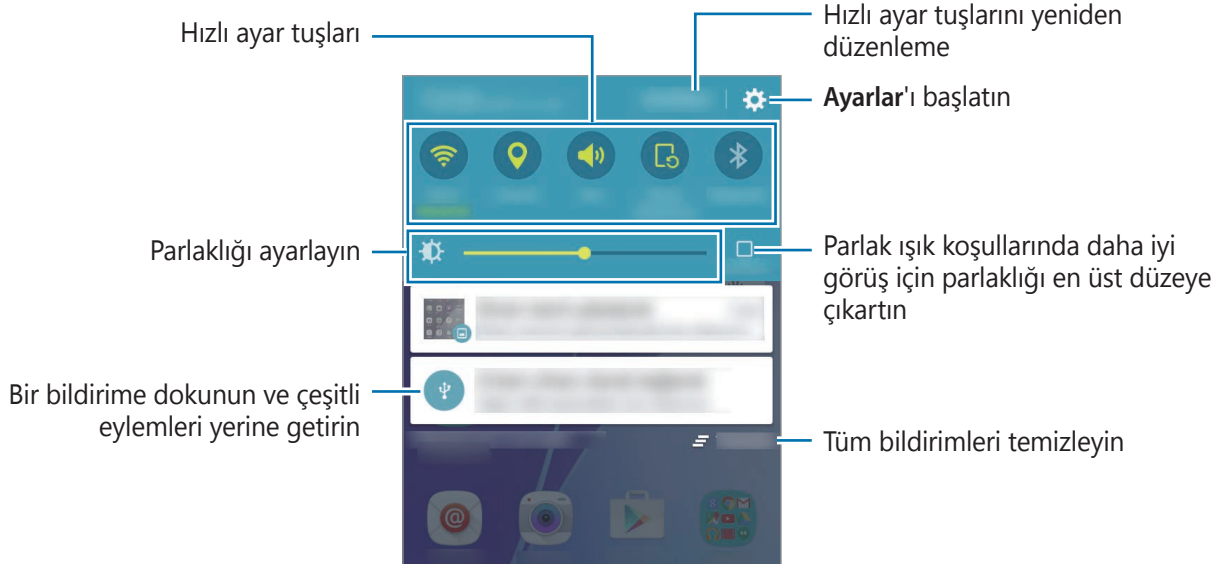 Hızlı ayar tuşları
Hızlı ayar tuşlarını yeniden
düzenleme
Ayarlar'ı başlatın
Parlaklığı ayarlayın
Parlak ışık koşullarında daha iyi
görüş için parlaklığı en üst düzeye
çıkartın
Bir bildirime dokunun ve çeşitli
eylemleri yerine getirin
Tüm bildirimleri temizleyin